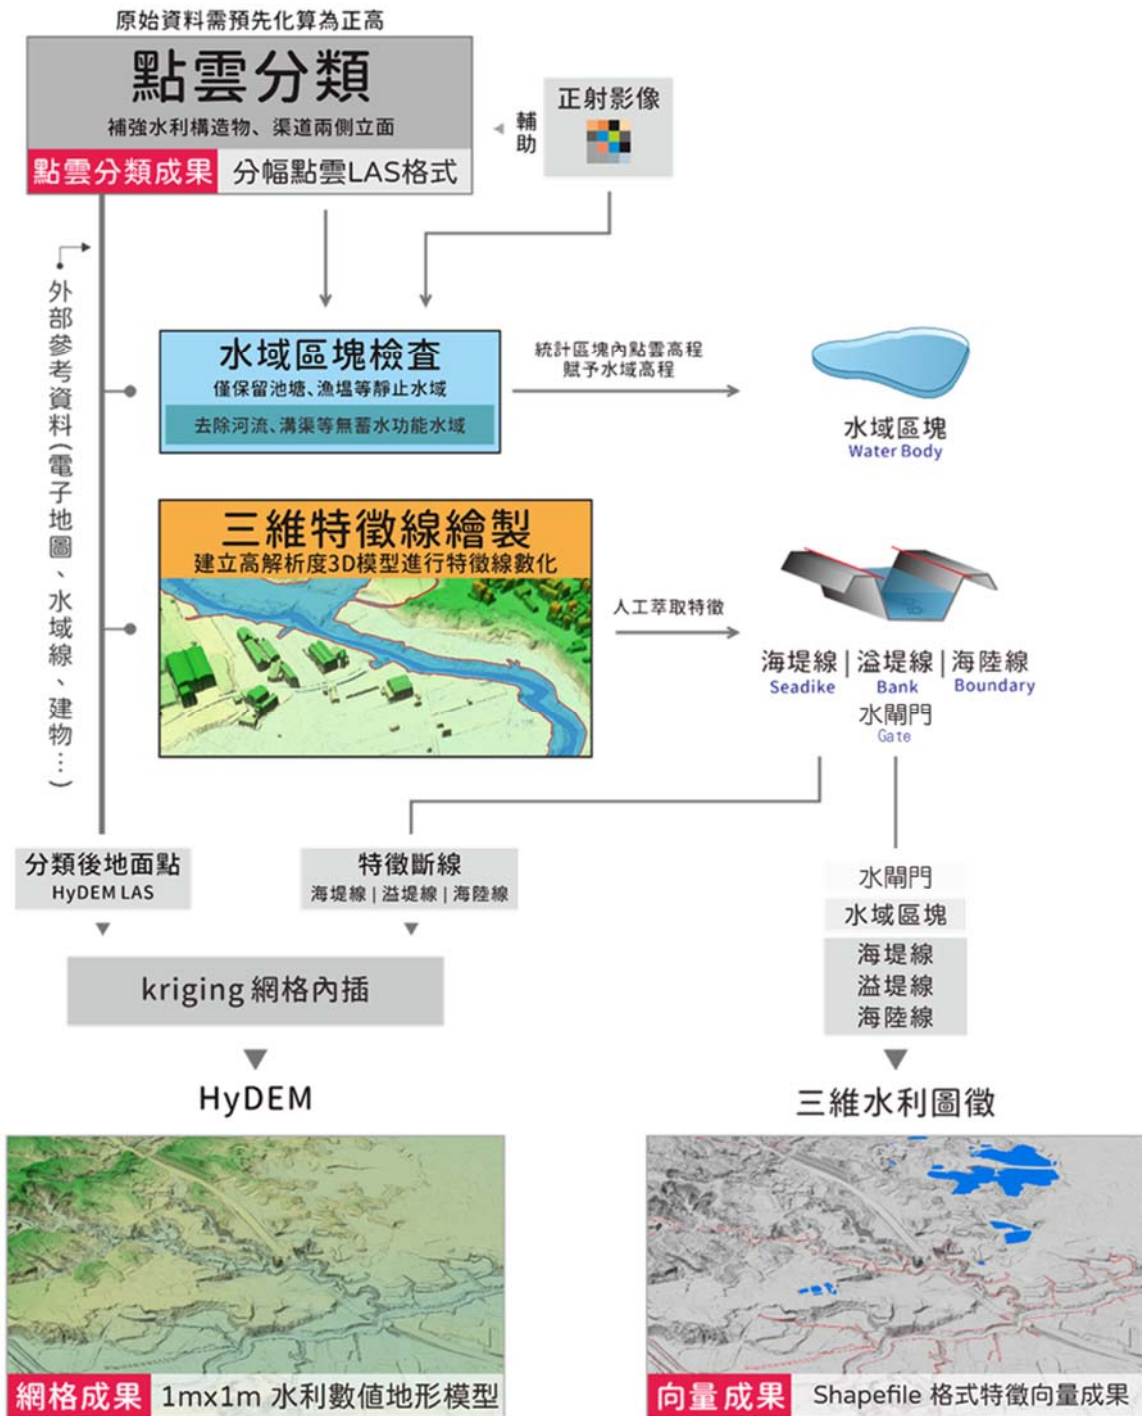 原始資料需預先化算為正高
點雲分類
補強水利構造物、渠道兩側立面
點雲分類成果 分幅點雲LAS格式
輔助
正射影像
外部參考資料(電子地圖、水域線、建物…)
水域區塊檢查
僅保留池塘、漁塭等靜止水域
去除河流、溝渠等無蓄水功能水域
統計區塊內點雲高程
賦予水域高程
水域區塊
Water Body
三維特徵線繪製
建立高解析度3D模型進行特徵線數化
人工萃取特徵
海堤線|溢堤線|海陸線
Seadike Bank Boundary
水閘門
Gate
分類後地面點
HyDEM LAS
特徵斷線
海堤線|溢堤線|海陸線
水閘門
水域區塊
海堤線
溢堤線
海陸線
kriging 網格內插
HyDEM
三維水利圖徵
網格成果 1mx1m 水利數值地形模型
向量成果 Shapefile 格式特徵向量成果